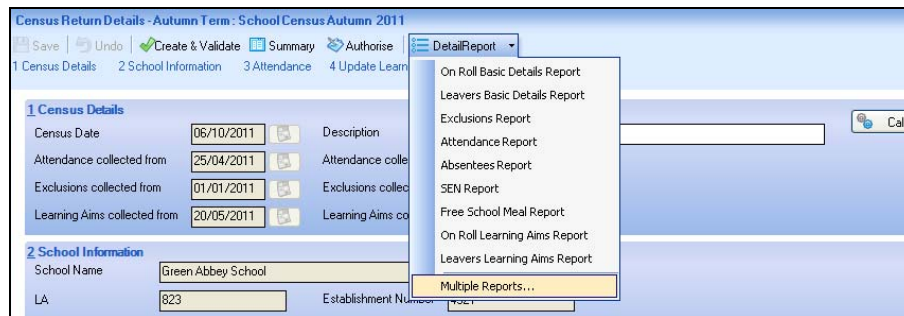 Census Return Details - Autumn Term : School Census Autumn 2011
Save Undo Create & Validate Summary Authorise DetailReport
1 Census Details 2 School Information 3 Attendance 4 Update Learn
On Roll Basic Details Report
Leavers Basic Details Report
Exclusions Report
Attendance Report
Absentees Report
SEN Report
Free School Meal Report
On Roll Learning Aims Report
Leavers Learning Aims Report
Multiple Reports...
1 Census Details
Census Date 06/10/2011 Description
Cal
Attendance collected from 25/04/2011 Attendance colle
Exclusions collected from 01/01/2011 Exclusions collec
Learning Aims collected from 20/05/2011 Learning Aims co
2 School Information
School Name Green Abbey School
LA 823 Establishment Number 4321